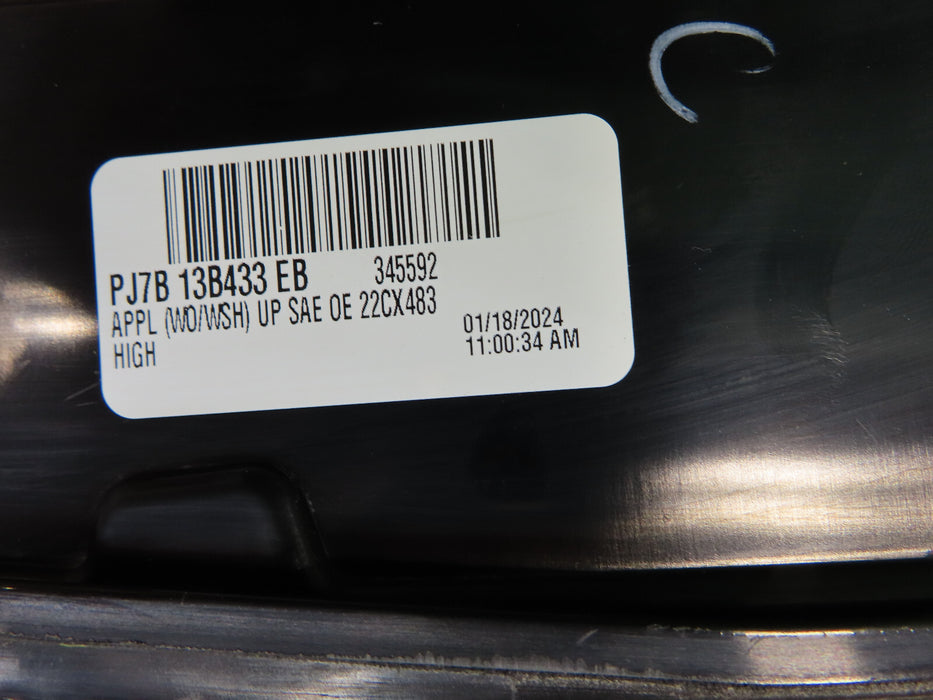 PJ7B 13B433 EB 345592
APPL (WO/WSH) UP SAE OE 22CX483
HIGH
01/18/2024
11:00:34 AM